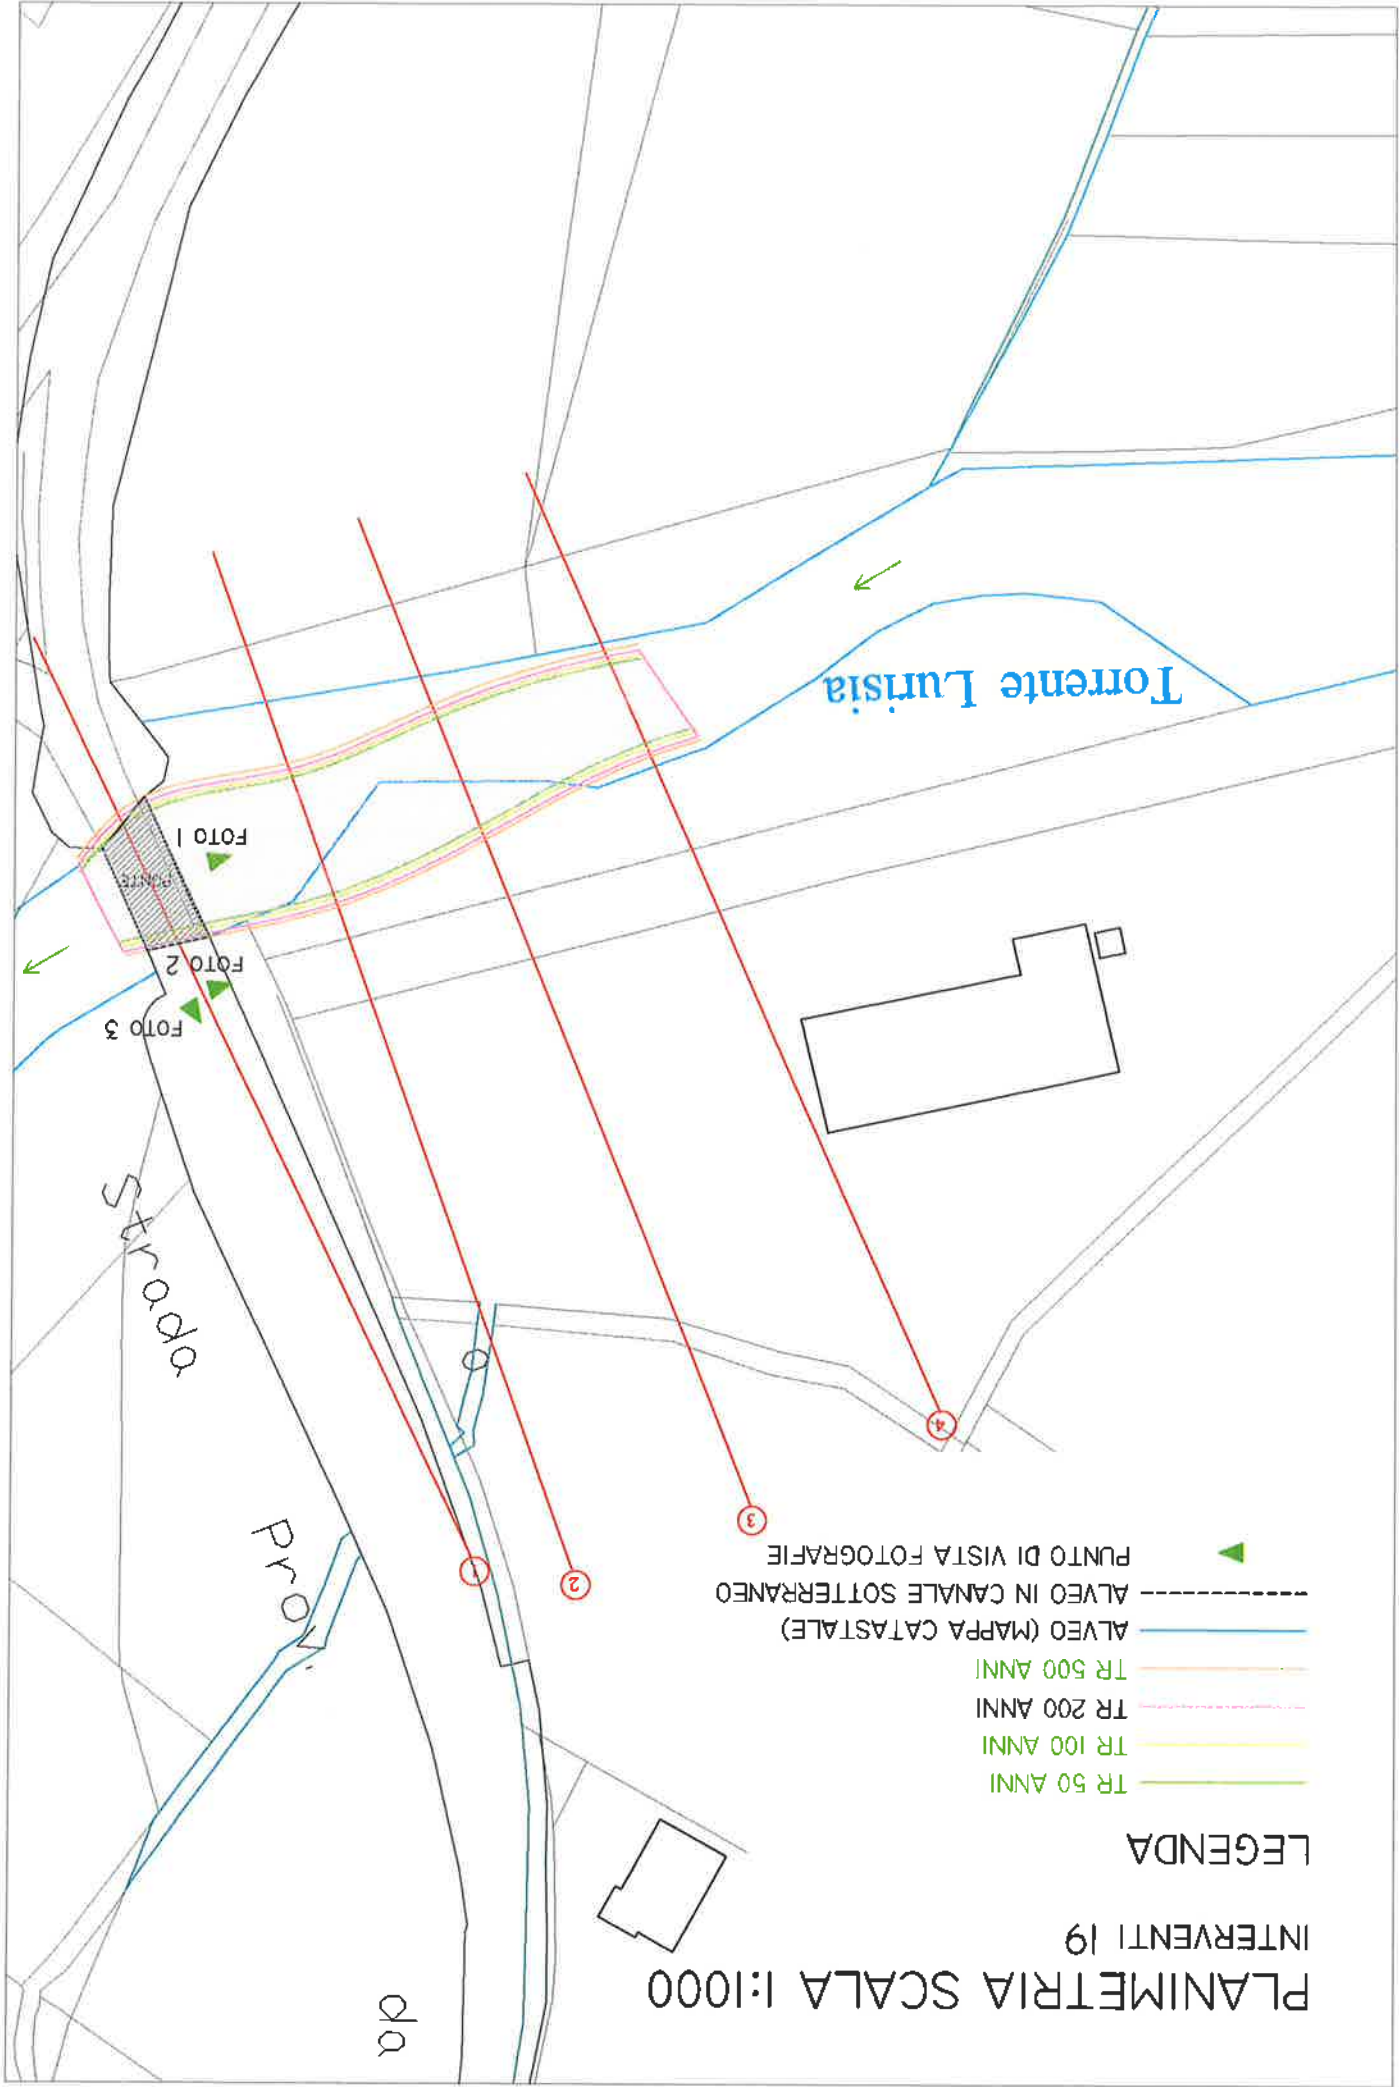 PLANIMETRIA SCALA 1:1000
INTERVENTI 19
LEGENDA
TR 50 ANNI
TR 100 ANNI
TR 200 ANNI
TR 500 ANNI
ALVEO (MAPPA CATASTALE)
ALVEO IN CANALE SOTTERRANEO
PUNTO DI VISTA FOTOGRAFIE
da
Prov
1
2
3
4
Strada
FOTO 3
FOTO 2
PONTE
FOTO 1
Torrente Lurisia